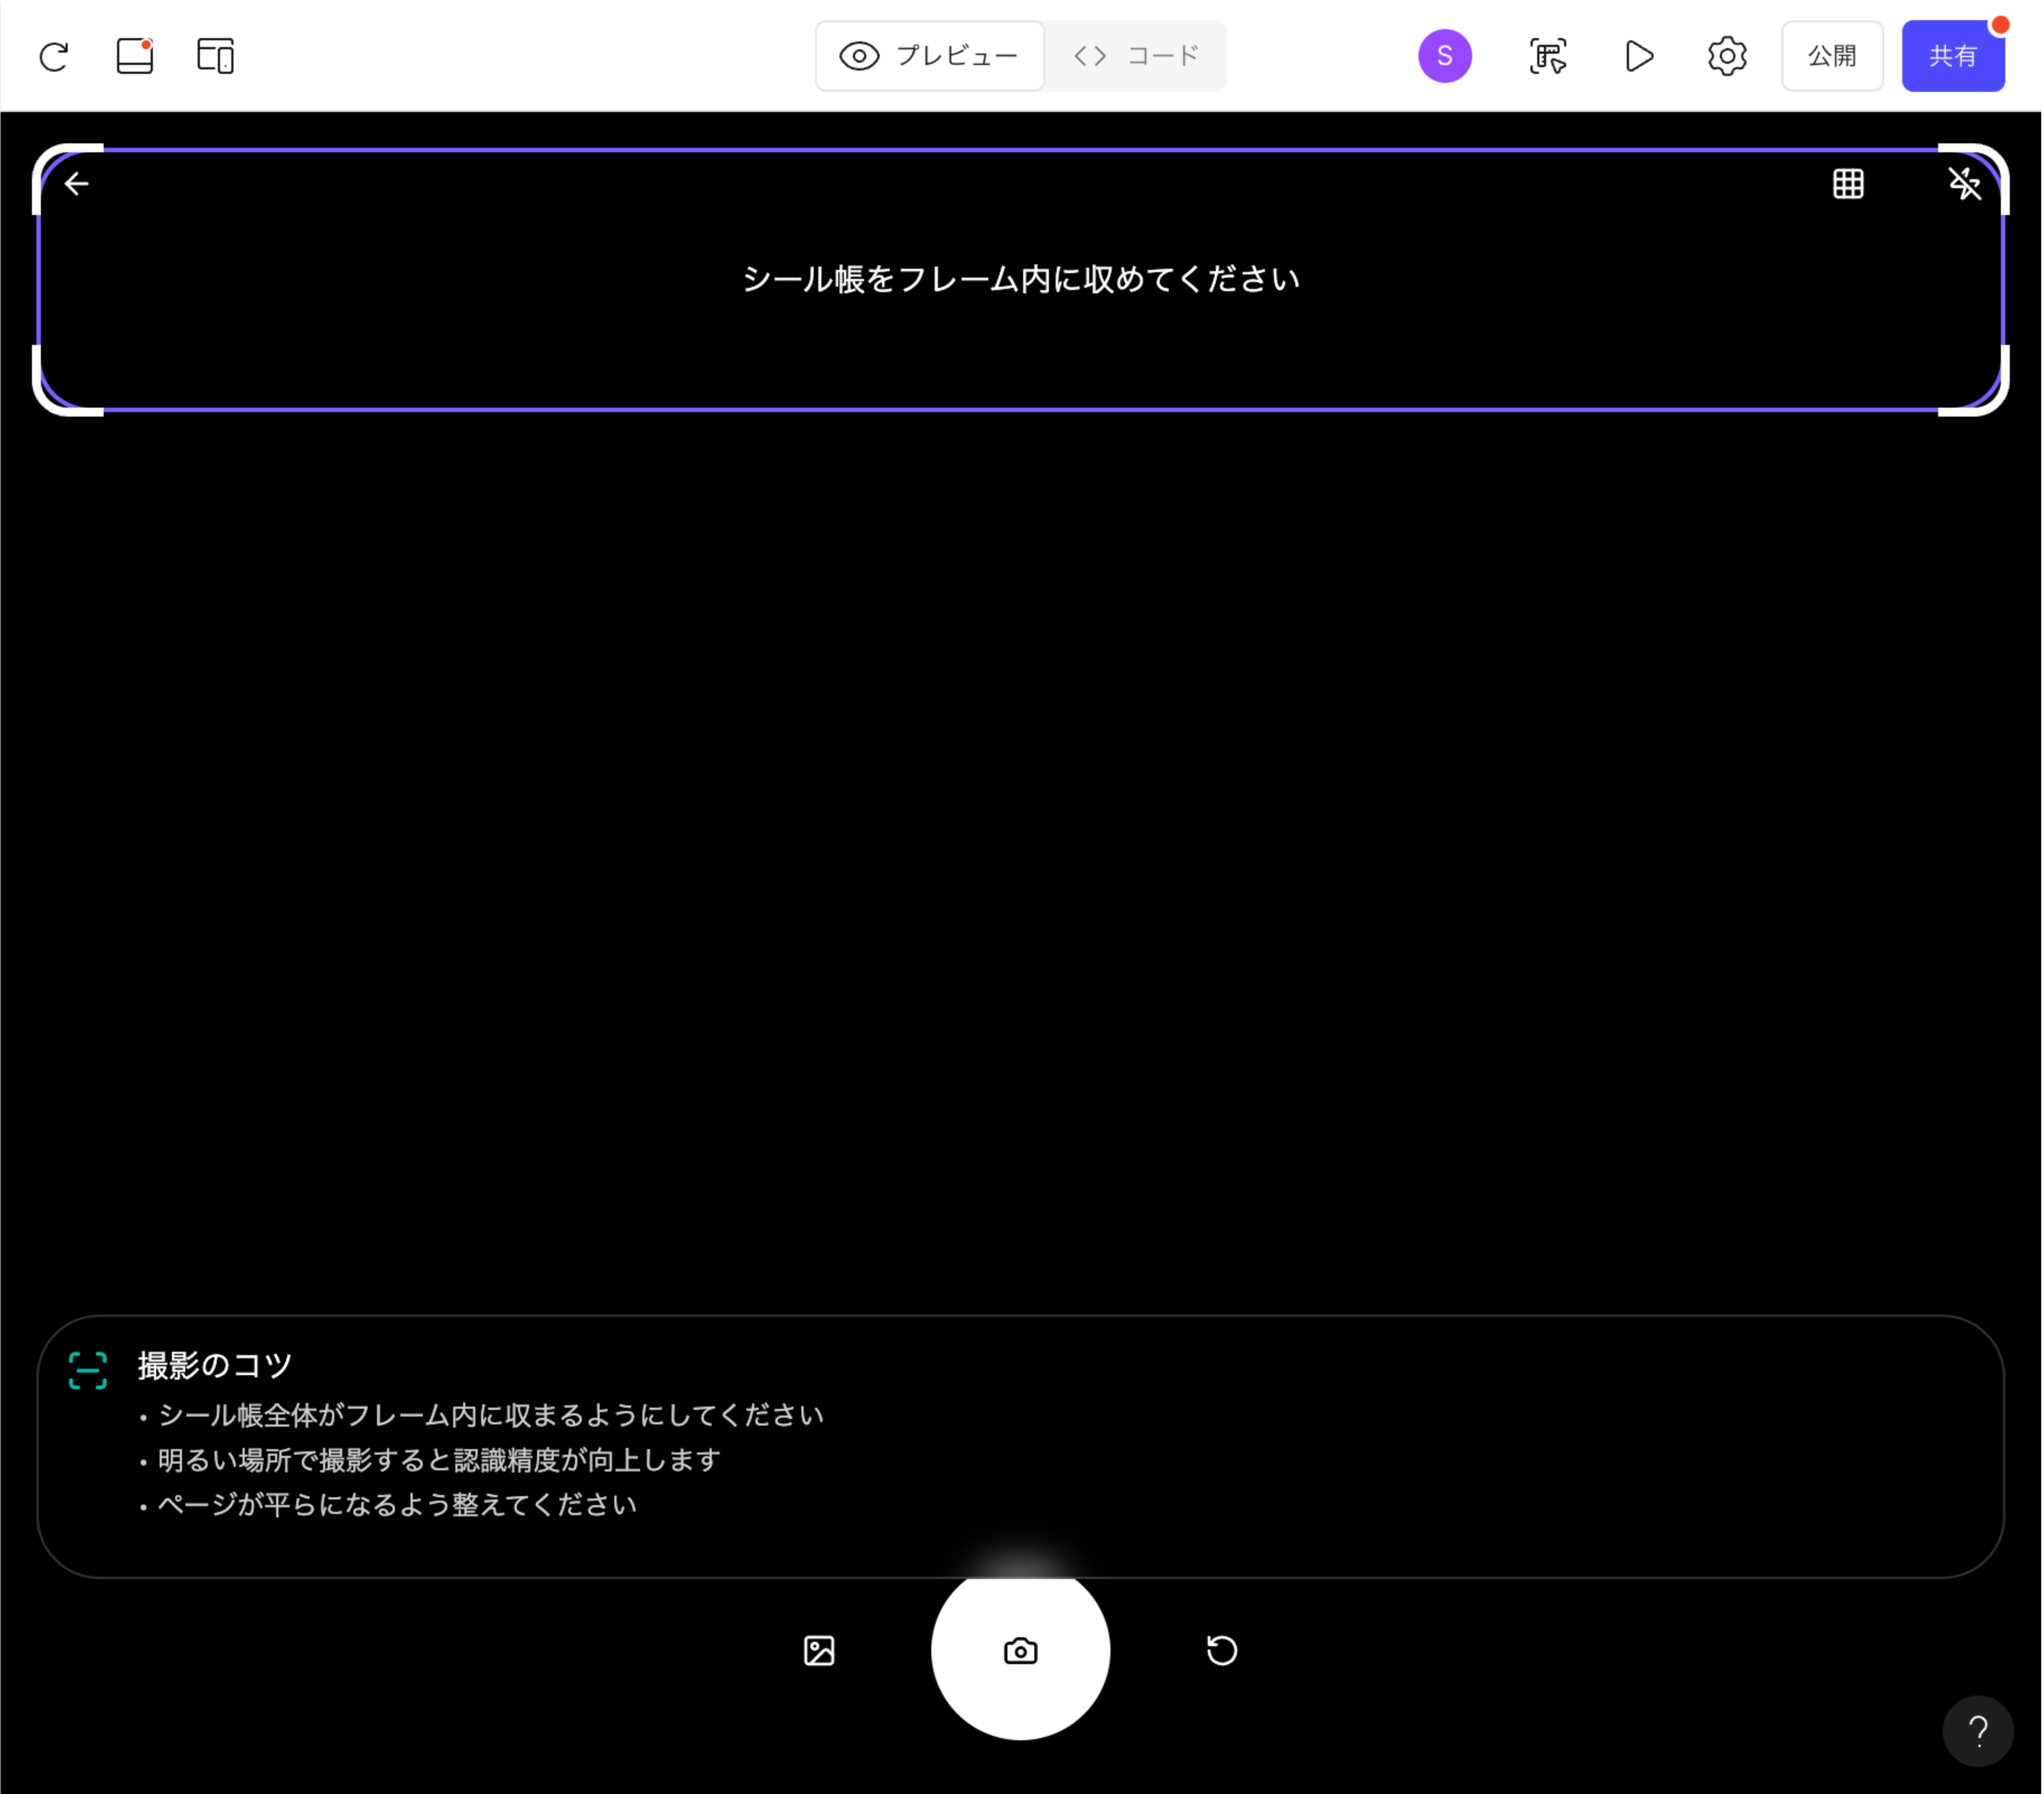 プレビュー
コード
S
公開
共有
シール帳をフレーム内に収めてください
撮影のコツ
• シール帳全体がフレーム内に収まるようにしてください
• 明るい場所で撮影すると認識精度が向上します
• ページが平らになるよう整えてください
?